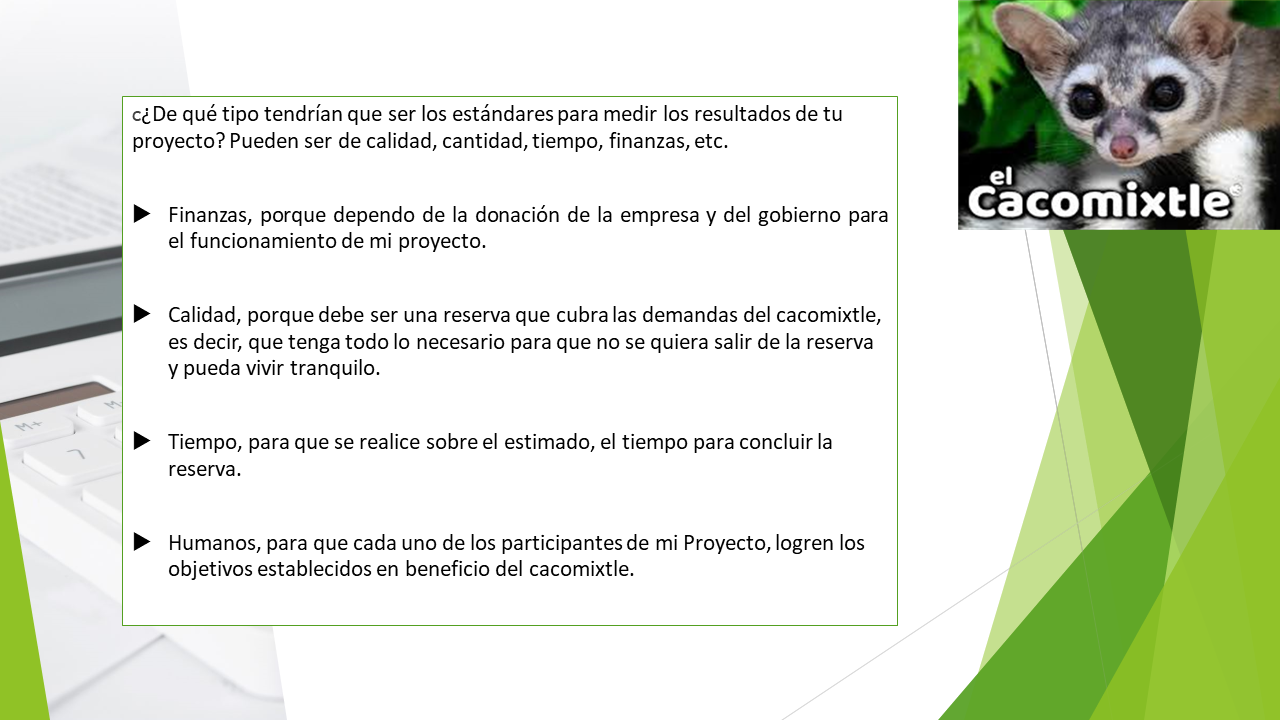 el
Cacomixtle
c¿De qué tipo tendrían que ser los estándares para medir los resultados de tu
proyecto? Pueden ser de calidad, cantidad, tiempo, finanzas, etc.
▶ Finanzas, porque dependo de la donación de la empresa y del gobierno para
el funcionamiento de mi proyecto.
▶ Calidad, porque debe ser una reserva que cubra las demandas del cacomixtle,
es decir, que tenga todo lo necesario para que no se quiera salir de la reserva
y pueda vivir tranquilo.
▶ Tiempo, para que se realice sobre el estimado, el tiempo para concluir la
reserva.
▶ Humanos, para que cada uno de los participantes de mi Proyecto, logren los
objetivos establecidos en beneficio del cacomixtle.
M+
7